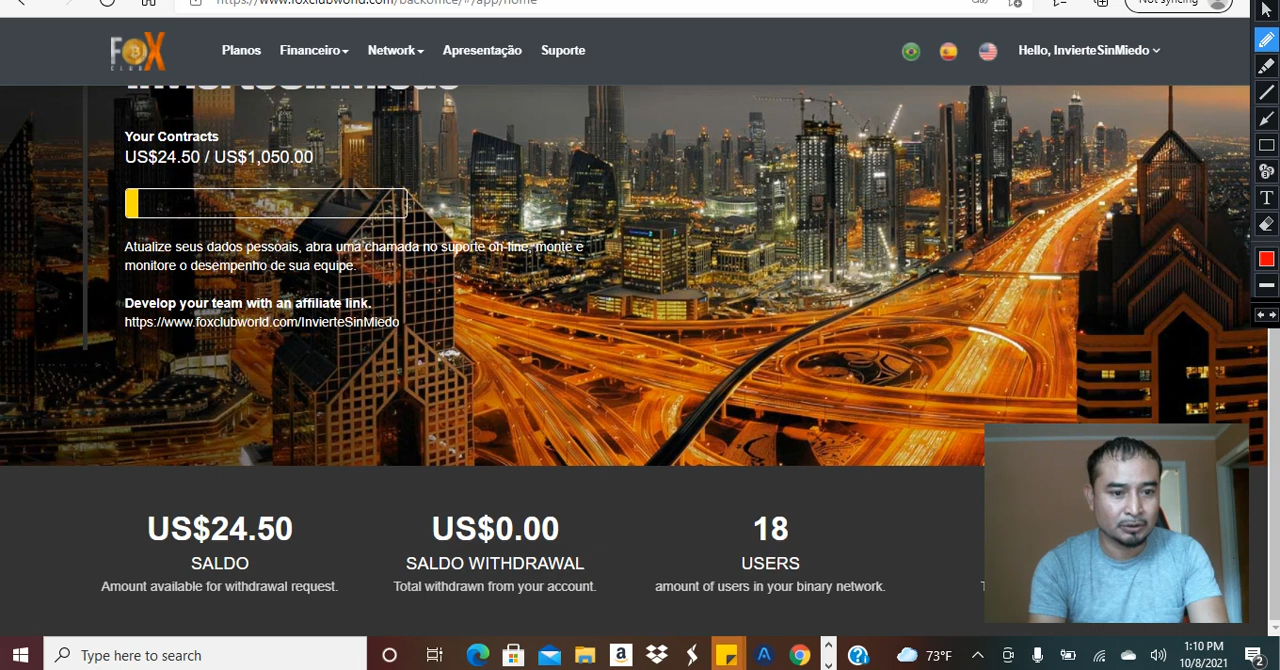 https://www.foxclubworld.com/backoffice/#/app/home
Not syncing
FOX
CLUB
Planos
Financeiro
Network
Apresentação
Suporte
Hello, InvierteSinMiedo
InvierteSinMiedo
Your Contracts
US$24.50 / US$1,050.00
Atualize seus dados pessoais, abra uma chamada no suporte on-line, monte e
monitore o desempenho de sua equipe.
Develop your team with an affiliate link.
https://www.foxclubworld.com/InvierteSinMiedo
US$24.50
SALDO
Amount available for withdrawal request.
US$0.00
SALDO WITHDRAWAL
Total withdrawn from your account.
18
USERS
amount of users in your binary network.
Type here to search
73°F
1:10 PM
10/8/2021
2